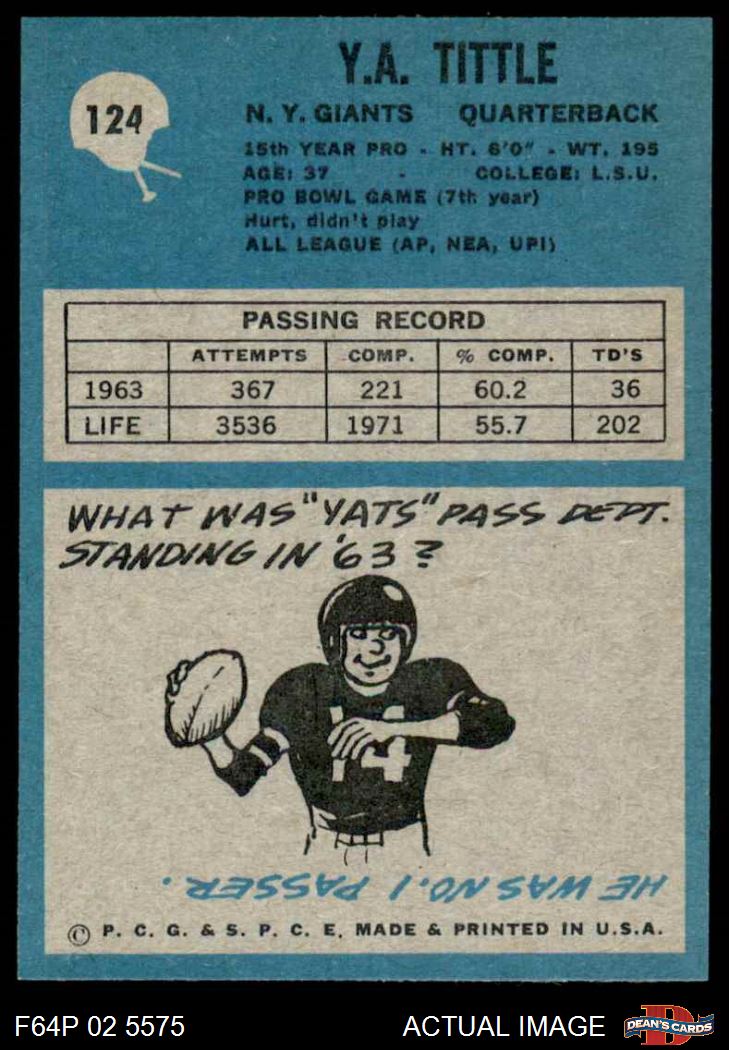 Y.A. TITTLE
124
N. Y. GIANTS QUARTERBACK
15th YEAR PRO - HT. 6'0" - WT. 195
AGE: 37 - COLLEGE: L.S.U.
PRO BOWL GAME (7th year)
Hurt, didn't play
ALL LEAGUE (AP, NEA, UPI)
PASSING RECORD
ATTEMPTS COMP. % COMP. TD'S
1963 367 221 60.2 36
LIFE 3536 1971 55.7 202
WHAT WAS "YATS" PASS DEPT.
STANDING IN '63?
14
HE WAS NO. 1 PASSER.
© P. C. G. & S. P. C. E. MADE & PRINTED IN U.S.A.
F64P 02 5575 ACTUAL IMAGE DEAN'S CARDS